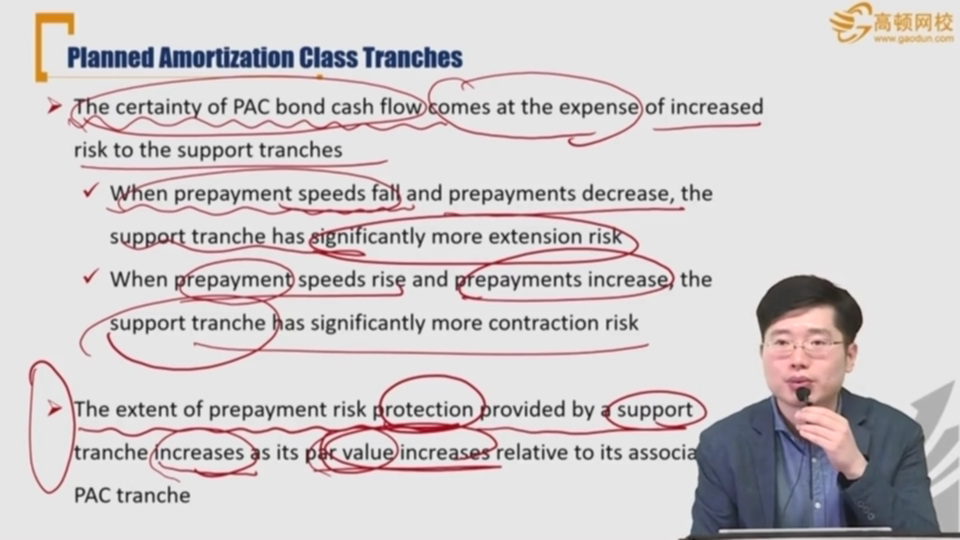 高顿网校
www.gaodun.com
Planned Amortization Class Tranches
The certainty of PAC bond cash flow comes at the expense of increased
risk to the support tranches
When prepayment speeds fall and prepayments decrease, the
support tranche has significantly more extension risk
When prepayment speeds rise and prepayments increase, the
support tranche has significantly more contraction risk
The extent of prepayment risk protection provided by a support
tranche increases as its par value increases relative to its associa
PAC tranche